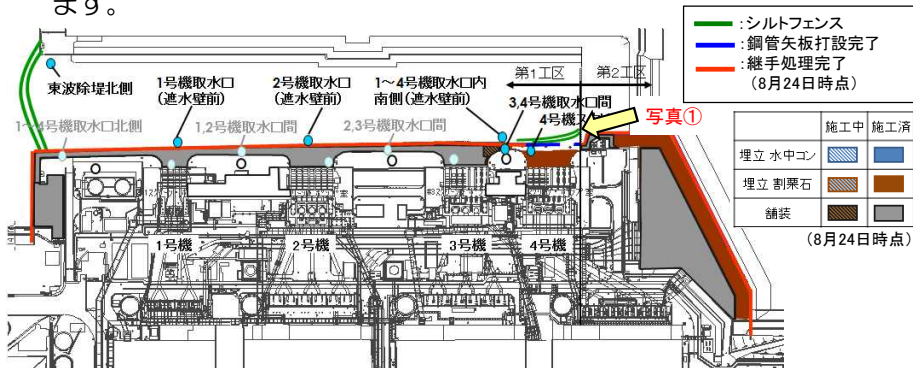 ます。
:シルトフェンス
:鋼管矢板打設完了
:継手処理完了
(8月24日時点)
東波除堤北側
1号機取水口
(遮水壁前)
2号機取水口
(遮水壁前)
1～4号機取水口内
南側(遮水壁前)
第1工区
第2工区
3,4号機取水口間
写真①
1～4号機取水口北側
1,2号機取水口間
2,3号機取水口間
施工中 施工済
埋立 水中コン
埋立 割栗石
舗装
(8月24日時点)
1号機
2号機
3号機
4号機